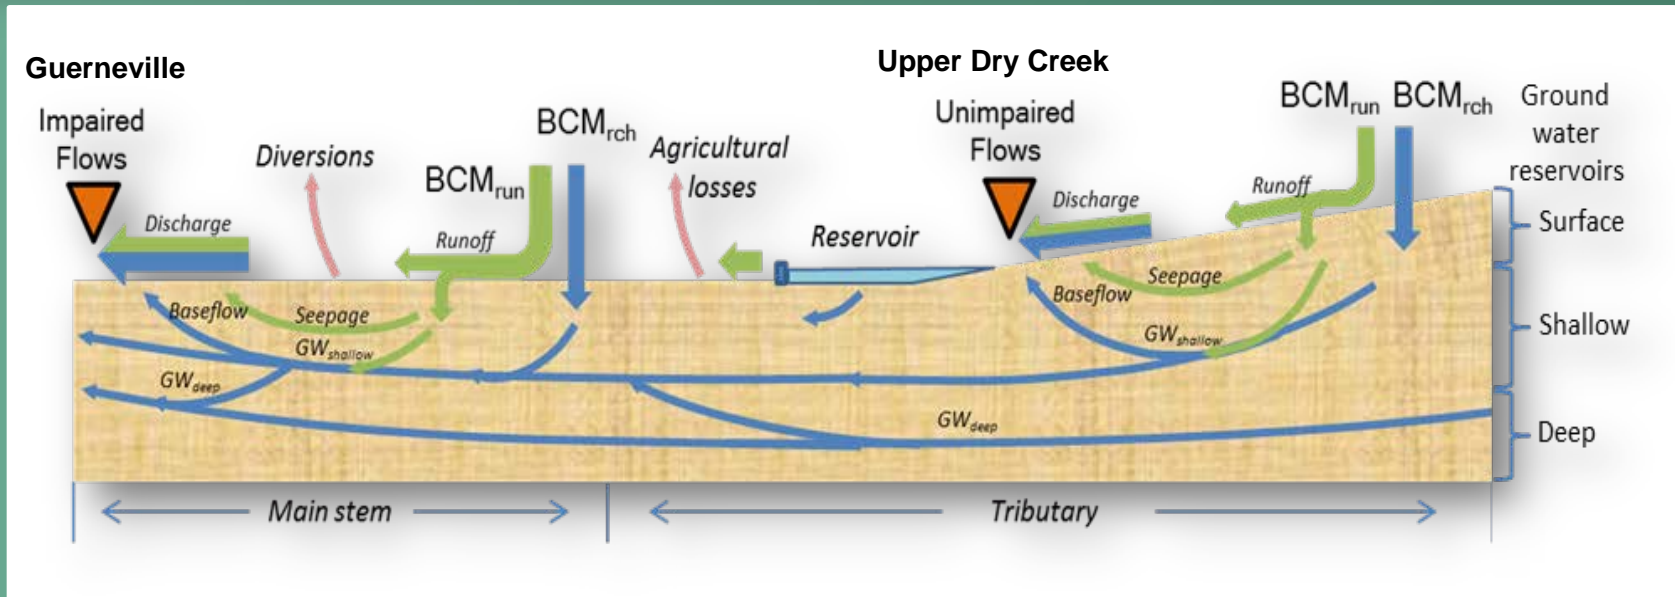 Guerneville
Upper Dry Creek
Impaired
Flows
Diversions
BCMrch
BCMrun
Agricultural
losses
Unimpaired
Flows
BCMrun
BCMrch
Ground
water
reservoirs
Discharge
Runoff
Reservoir
Discharge
Runoff
Surface
Baseflow
Seepage
GWshallow
GWdeep
Baseflow
Seepage
GWshallow
Shallow
GWdeep
Deep
Main stem
Tributary